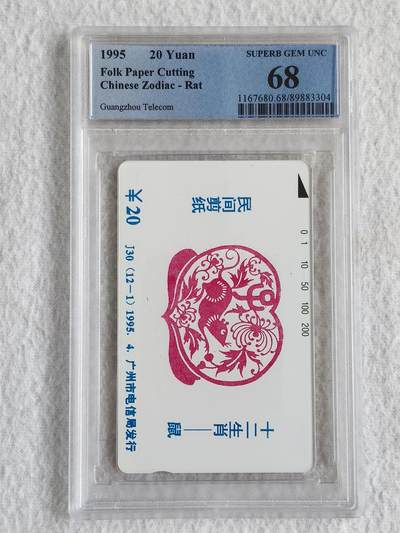 1995 20 Yuan
Folk Paper Cutting
Chinese Zodiac - Rat
Guangzhou Telecom
SUPERB GEM UNC
68
1167680.68/89883304
民间剪纸
¥20
0 1 10 50 100 200
十二生肖——鼠
J30 (12-1) 1995. 4. 广州市电信局发行